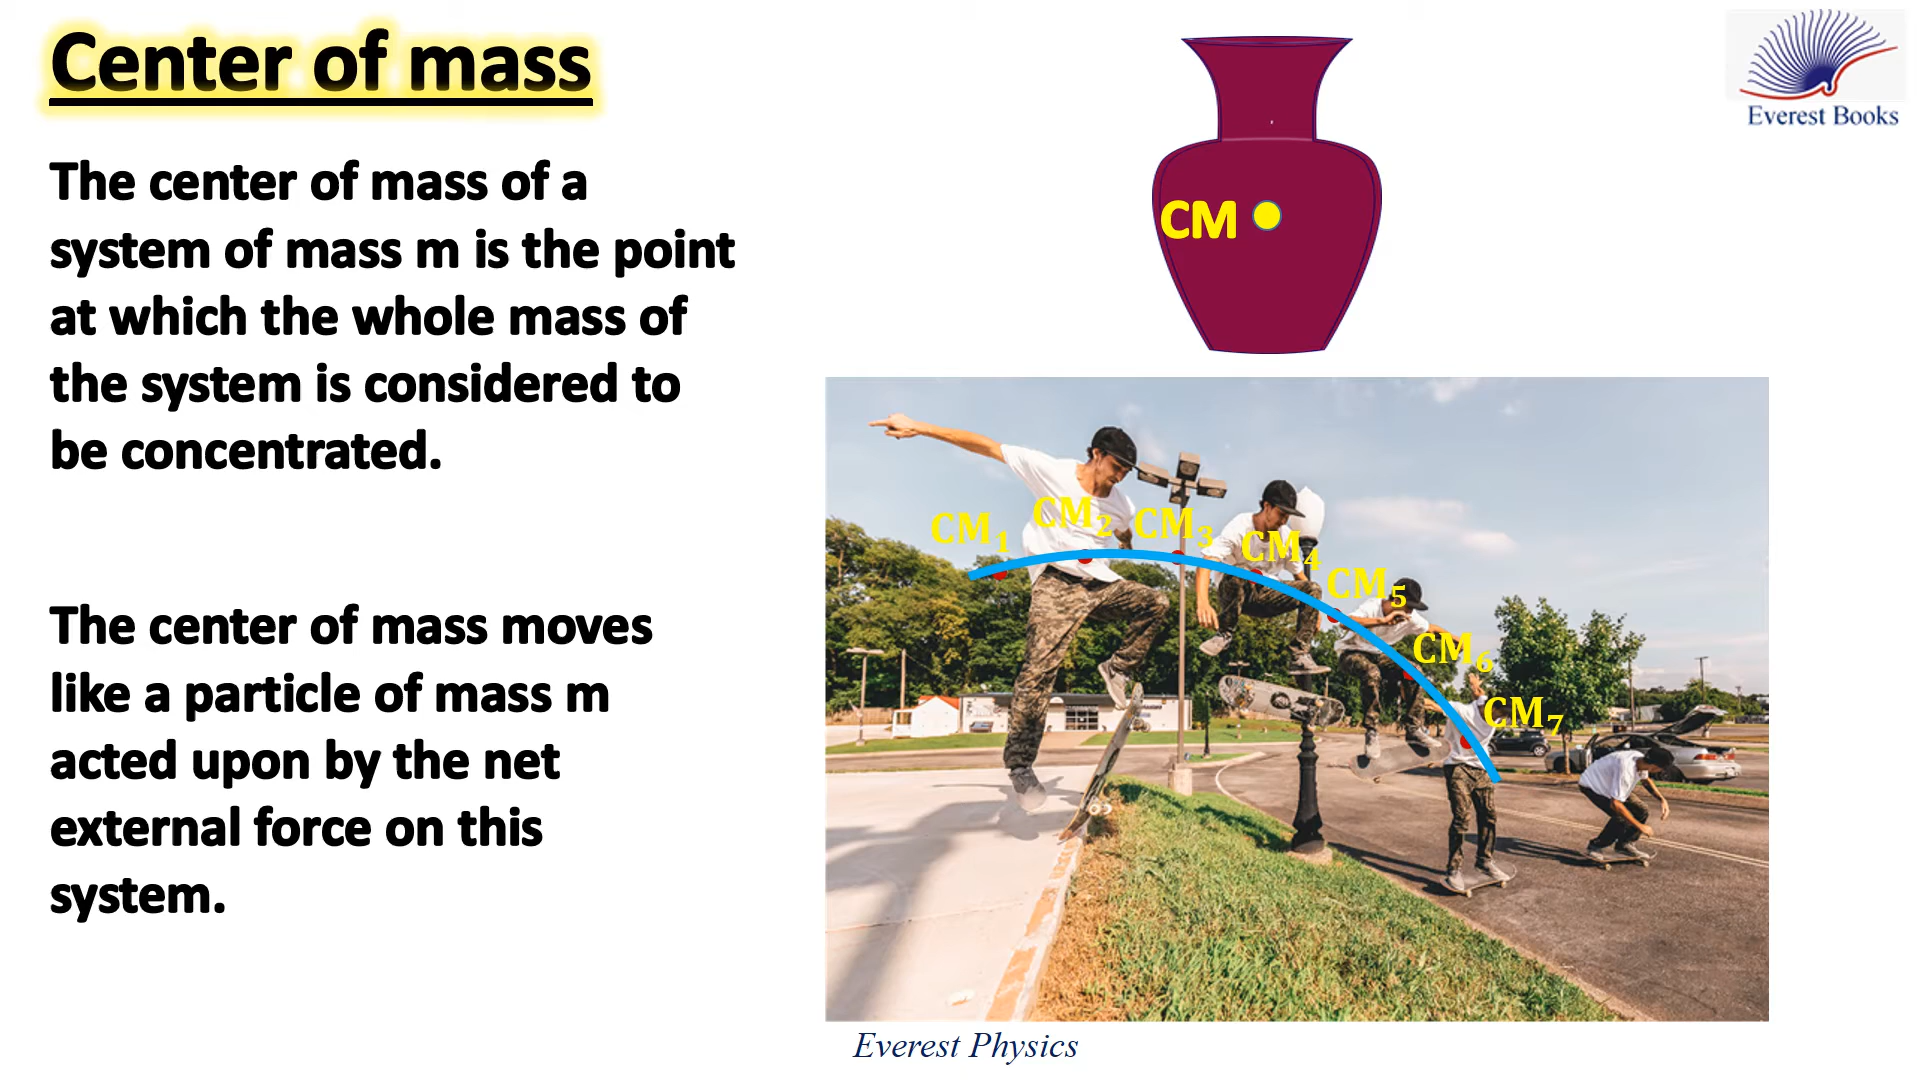 Center of mass
The center of mass of a
system of mass m is the point
at which the whole mass of
the system is considered to
be concentrated.
The center of mass moves
like a particle of mass m
acted upon by the net
external force on this
system.
CM
Everest Books
CM₁
CM₂
CM₃
CM₄
CM₅
CM₆
CM₇
Everest Physics